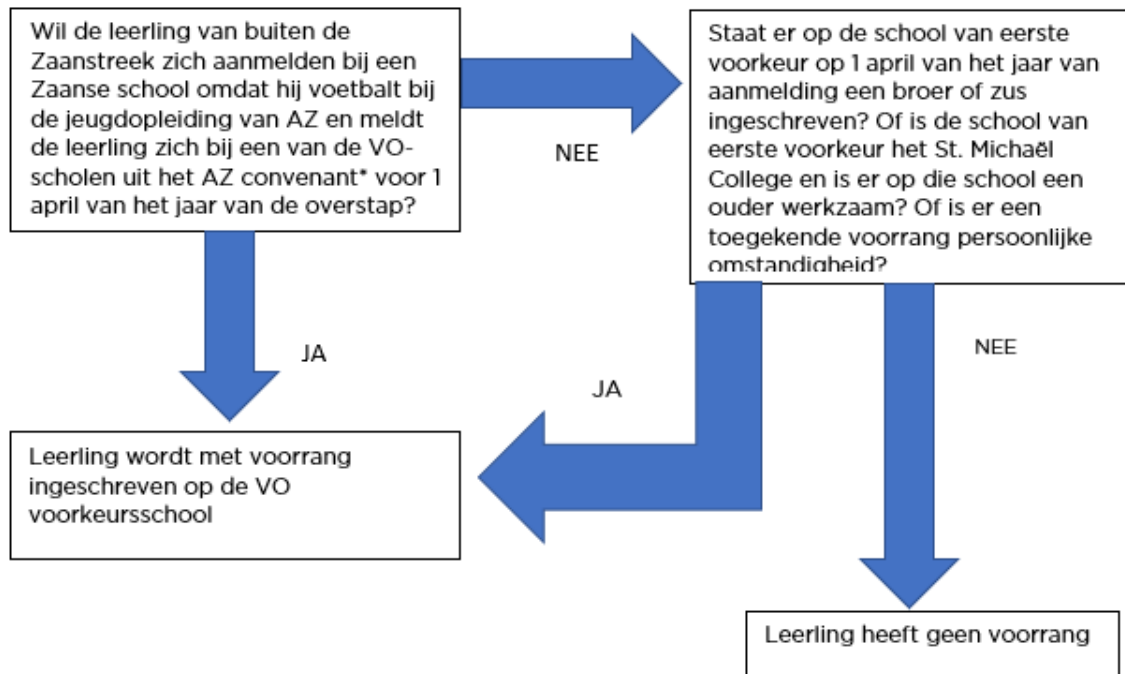 Wil de leerling van buiten de
Zaanstreek zich aanmelden bij een
Zaanse school omdat hij voetbalt bij
de jeugdopleiding van AZ en meldt
de leerling zich bij een van de VO-
scholen uit het AZ convenant* voor 1
april van het jaar van de overstap?
NEE
Staat er op de school van eerste
voorkeur op 1 april van het jaar van
aanmelding een broer of zus
ingeschreven? Of is de school van
eerste voorkeur het St. Michaël
College en is er op die school een
ouder werkzaam? Of is er een
toegekende voorrang persoonlijke
omstandigheid?
JA
JA
NEE
Leerling wordt met voorrang
ingeschreven op de VO
voorkeursschool
Leerling heeft geen voorrang